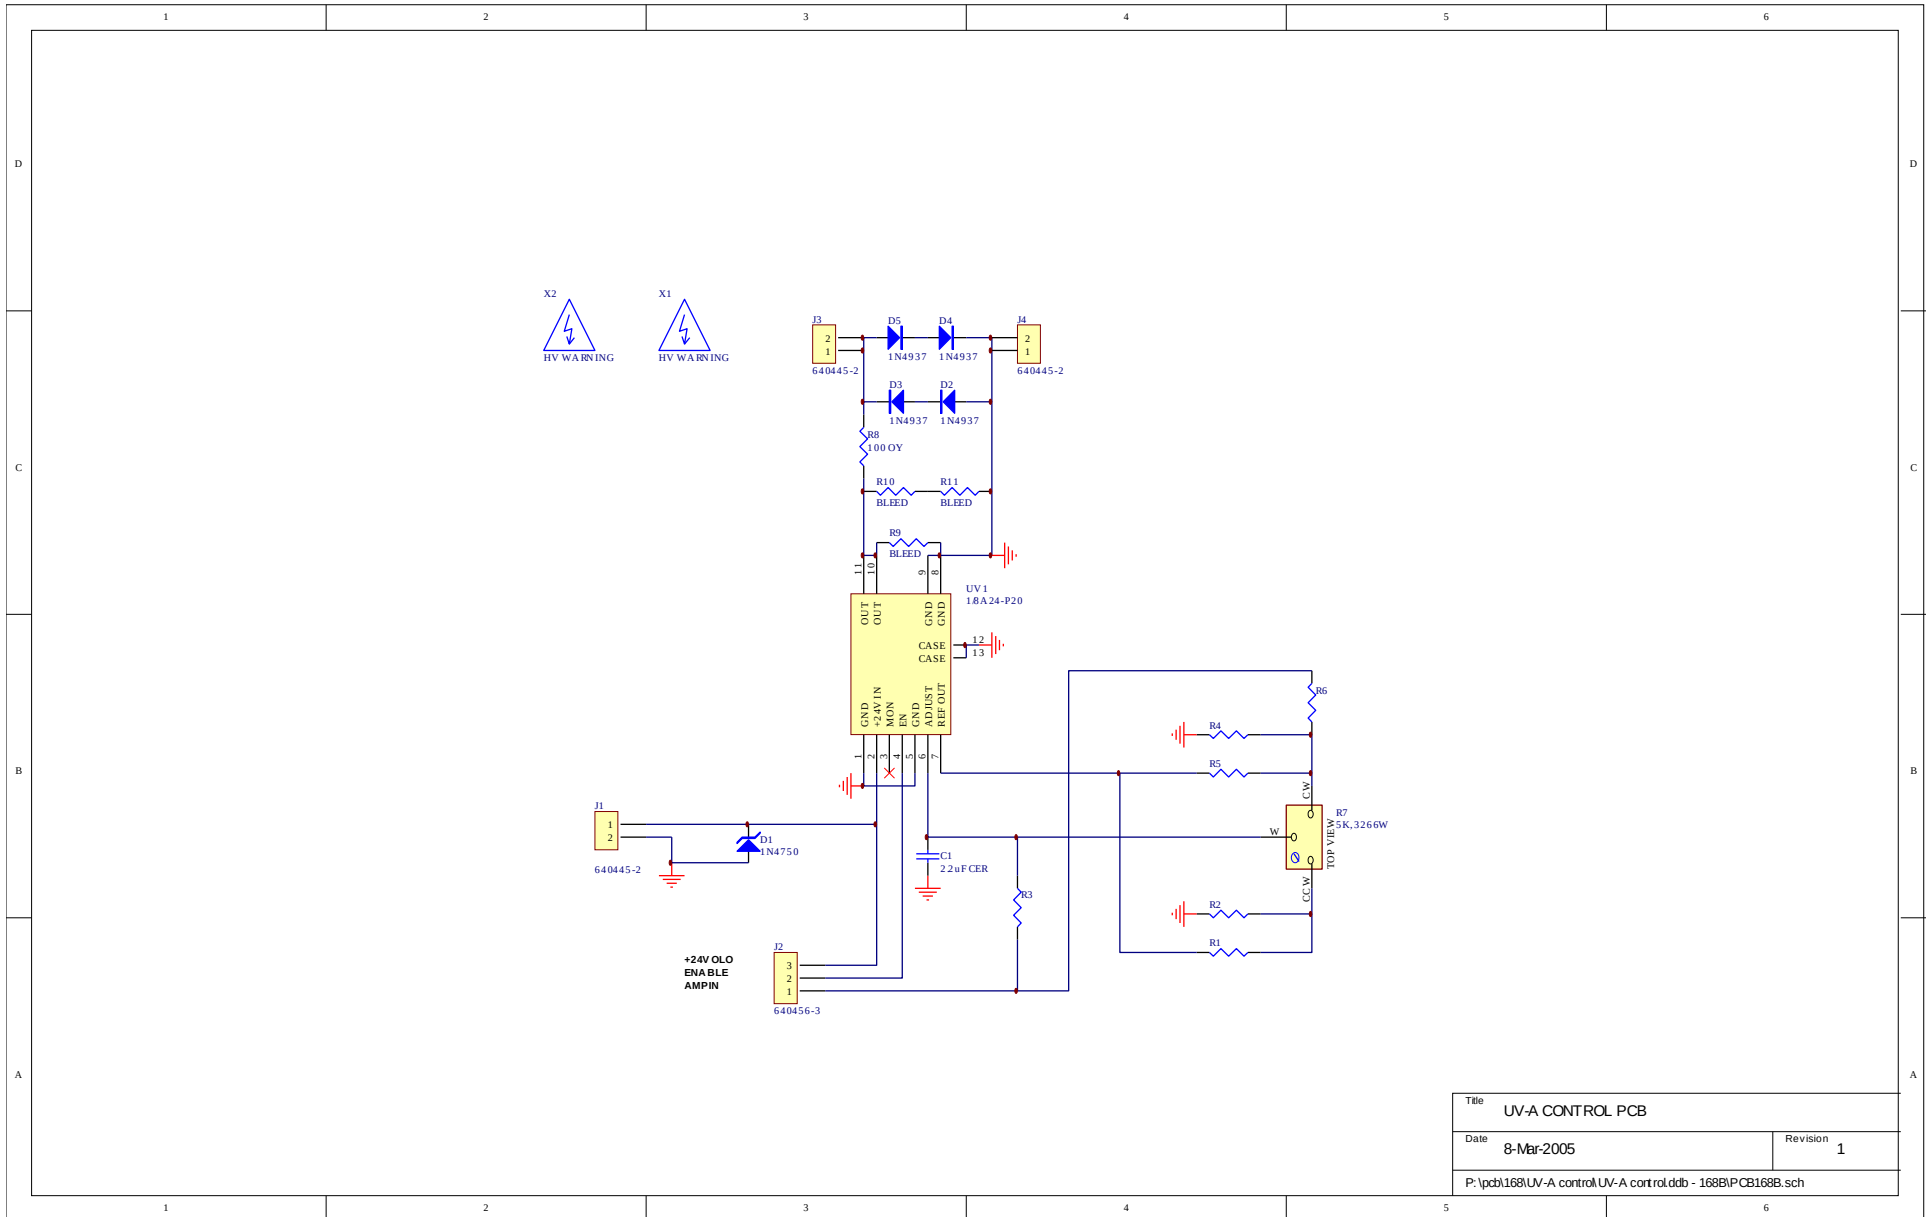 1 2 3 4 5 6
D D
X2 X1
HV WARNING HV WARNING
J3 D5 D4 J4
2 2
1 1
1N4937 1N4937
640445-2 640445-2
D3 D2
1N4937 1N4937
R8
100 OY
C C
R10 R11
BLEED BLEED
R9
BLEED
11 10 9 8
UV1
1/8A24-P20
OUT OUT GND GND
CASE 12
CASE 13
GND +24V IN MON EN GND ADJUST REF OUT
1 2 3 4 5 6 7
R6
R4
R5
B B
CW
J1
1
2
640445-2
D1
1N4750
R7
5K,3266W
W
TOP VIEW
CCW
C1
2.2uF CER
R3
R2
R1
J2
+24V OLO 3
ENABLE 2
AMPIN 1
640456-3
A A
Title
UV-A CONTROL PCB
Date
8-Mar-2005
Revision
1
P:\pcb\168\UV-A control\UV-A control.ddb - 168B\PCB168B.sch
1 2 3 4 5 6